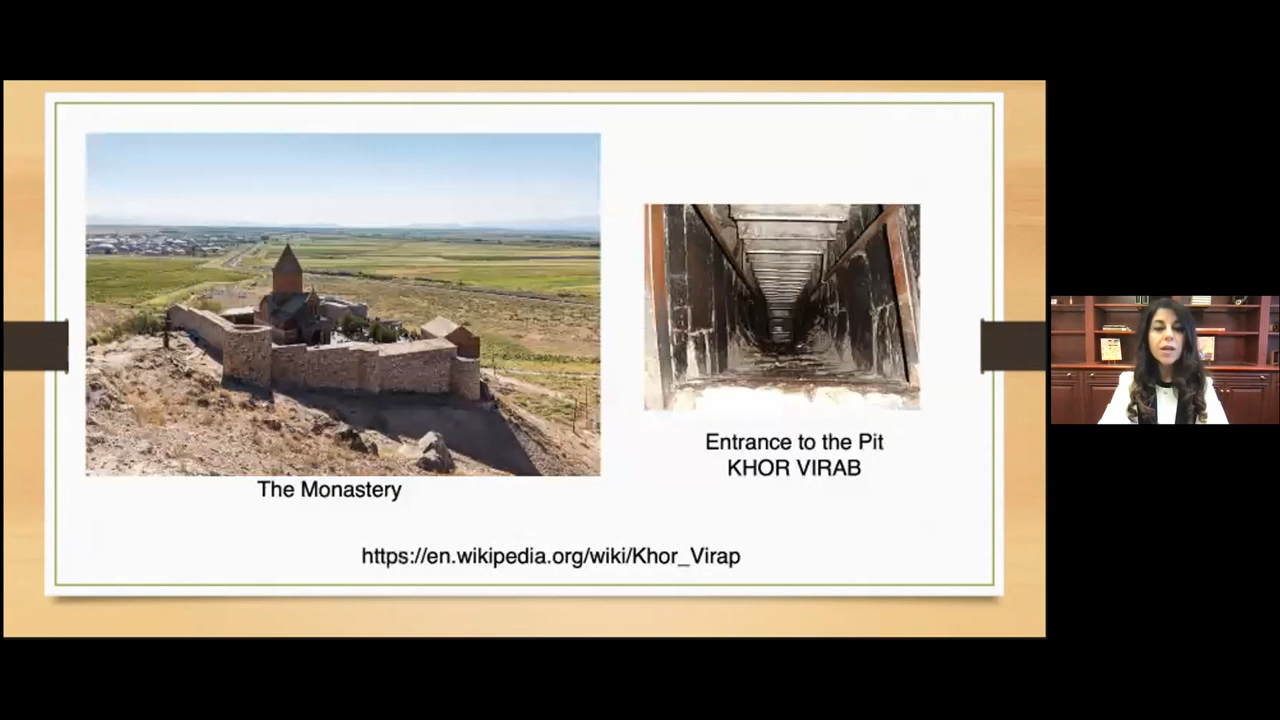 The Monastery
Entrance to the Pit
KHOR VIRAB
https://en.wikipedia.org/wiki/Khor_Virap